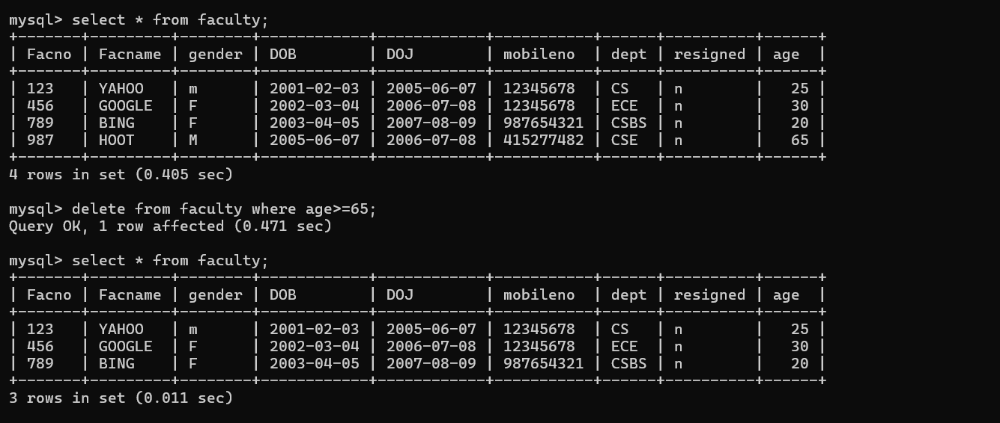 mysql> select * from faculty;
+-------+---------+--------+------------+------------+-----------+------+----------+------+
| Facno | Facname | gender | DOB        | DOJ        | mobileno  | dept | resigned | age  |
+-------+---------+--------+------------+------------+-----------+------+----------+------+
| 123   | YAHOO   | m      | 2001-02-03 | 2005-06-07 | 12345678  | CS   | n        |   25 |
| 456   | GOOGLE  | F      | 2002-03-04 | 2006-07-08 | 12345678  | ECE  | n        |   30 |
| 789   | BING    | F      | 2003-04-05 | 2007-08-09 | 987654321 | CSBS | n        |   20 |
| 987   | HOOT    | M      | 2005-06-07 | 2006-07-08 | 415277482 | CSE  | n        |   65 |
+-------+---------+--------+------------+------------+-----------+------+----------+------+
4 rows in set (0.405 sec)

mysql> delete from faculty where age>=65;
Query OK, 1 row affected (0.471 sec)

mysql> select * from faculty;
+-------+---------+--------+------------+------------+-----------+------+----------+------+
| Facno | Facname | gender | DOB        | DOJ        | mobileno  | dept | resigned | age  |
+-------+---------+--------+------------+------------+-----------+------+----------+------+
| 123   | YAHOO   | m      | 2001-02-03 | 2005-06-07 | 12345678  | CS   | n        |   25 |
| 456   | GOOGLE  | F      | 2002-03-04 | 2006-07-08 | 12345678  | ECE  | n        |   30 |
| 789   | BING    | F      | 2003-04-05 | 2007-08-09 | 987654321 | CSBS | n        |   20 |
+-------+---------+--------+------------+------------+-----------+------+----------+------+
3 rows in set (0.011 sec)